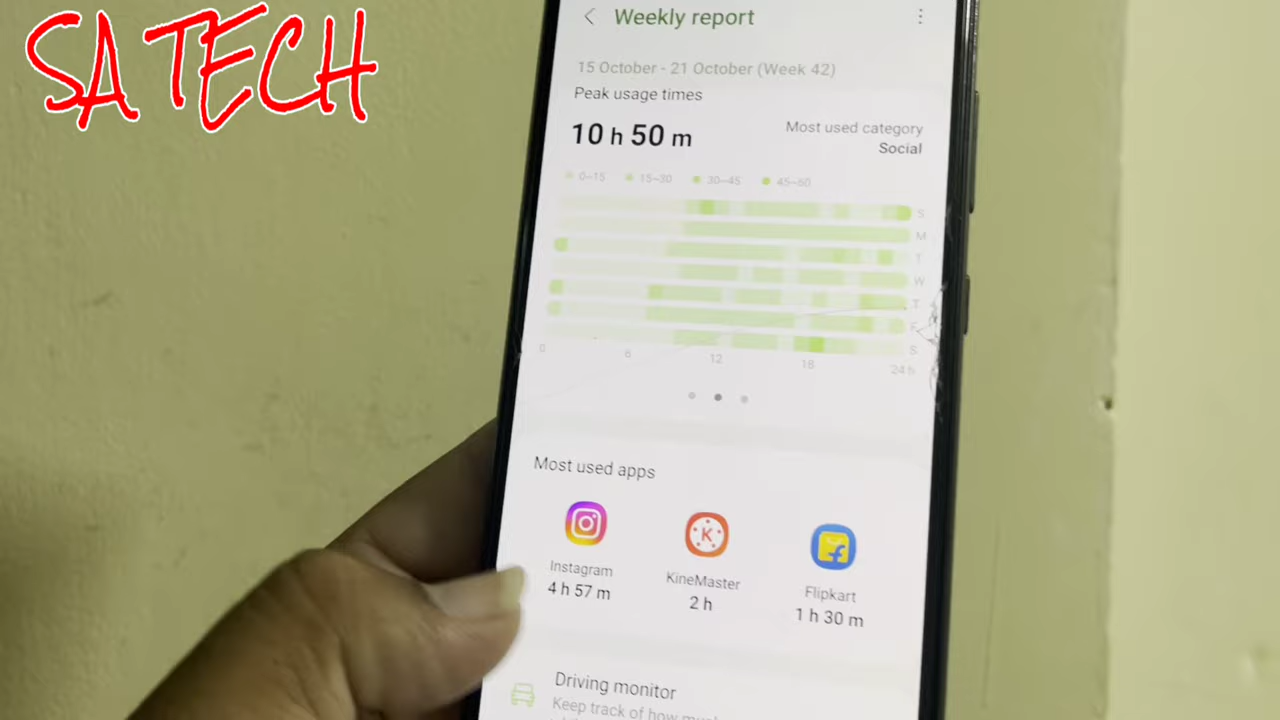 SA TECH
Weekly report
15 October - 21 October (Week 42)
Peak usage times
10 h 50 m
Most used category
Social
0-15 15-30 30-45 45-60
S
M
T
W
T
F
S
0 6 12 18 24 h
Most used apps
Instagram
4 h 57 m
KineMaster
2 h
Flipkart
1 h 30 m
Driving monitor
Keep track of how